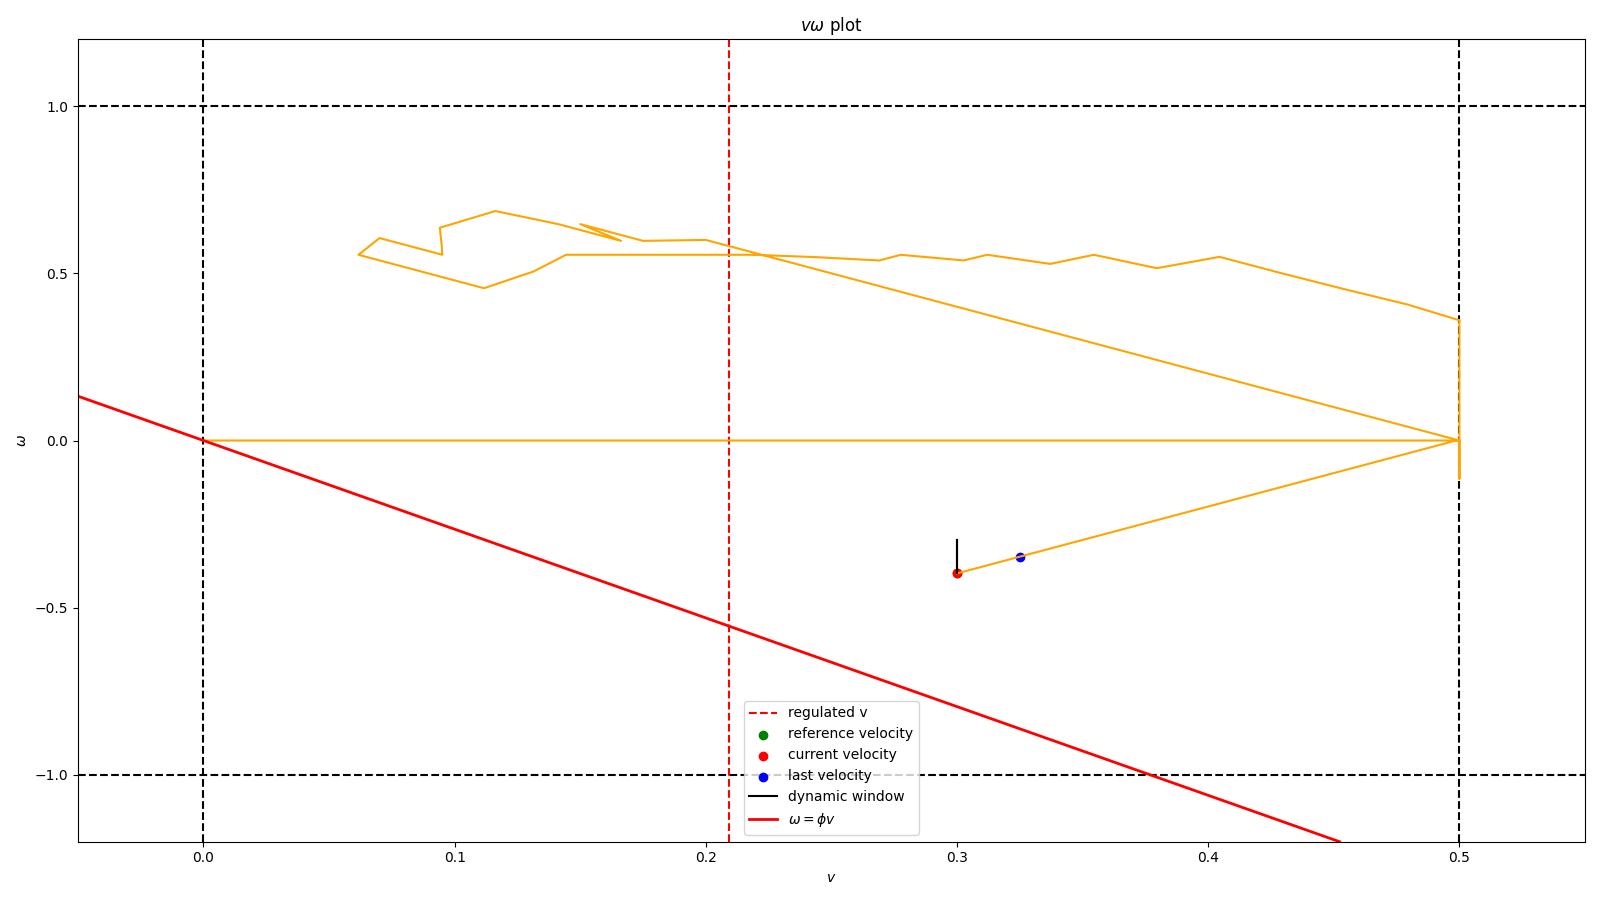 vω plot
1.0
0.5
0.0
−0.5
−1.0
ω
regulated v
reference velocity
current velocity
last velocity
dynamic window
ω = ϕv
0.0 0.1 0.2 0.3 0.4 0.5
v